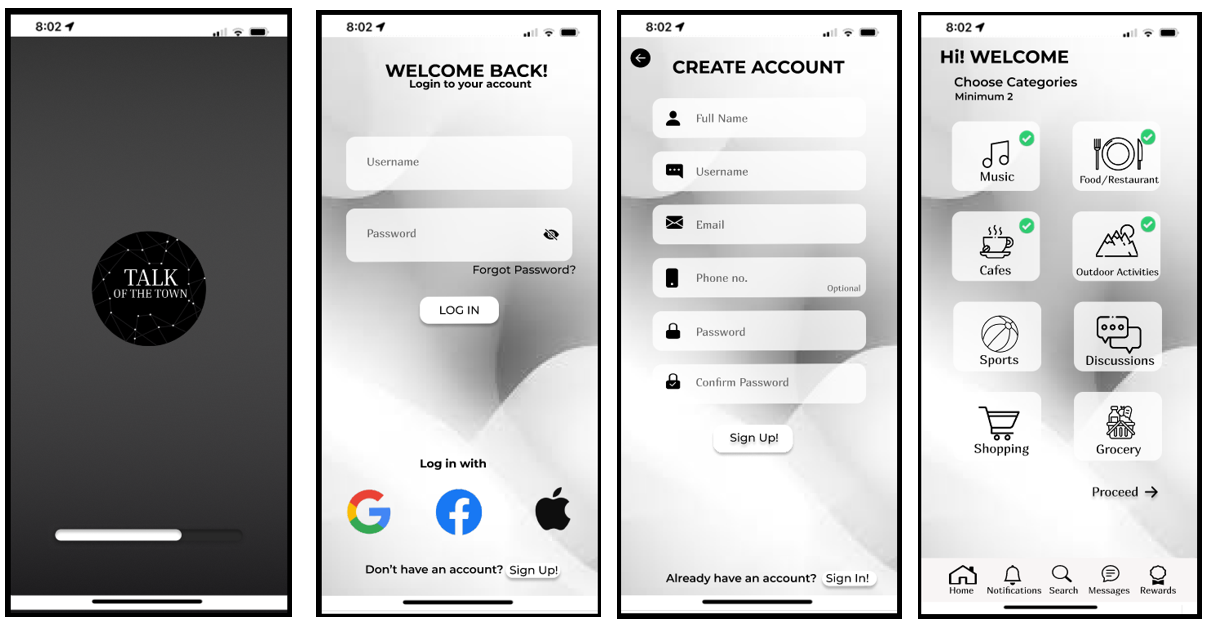 8:02
TALK
OF THE TOWN
8:02
WELCOME BACK!
Login to your account
Username
Password
Forgot Password?
LOG IN
Log in with
Don't have an account? Sign Up!
8:02
CREATE ACCOUNT
Full Name
Username
Email
Phone no.
Optional
Password
Confirm Password
Sign Up!
Already have an account? Sign In!
8:02
Hi! WELCOME
Choose Categories
Minimum 2
Music
Food/Restaurant
Cafes
Outdoor Activities
Sports
Discussions
Shopping
Grocery
Proceed
Home Notifications Search Messages Rewards